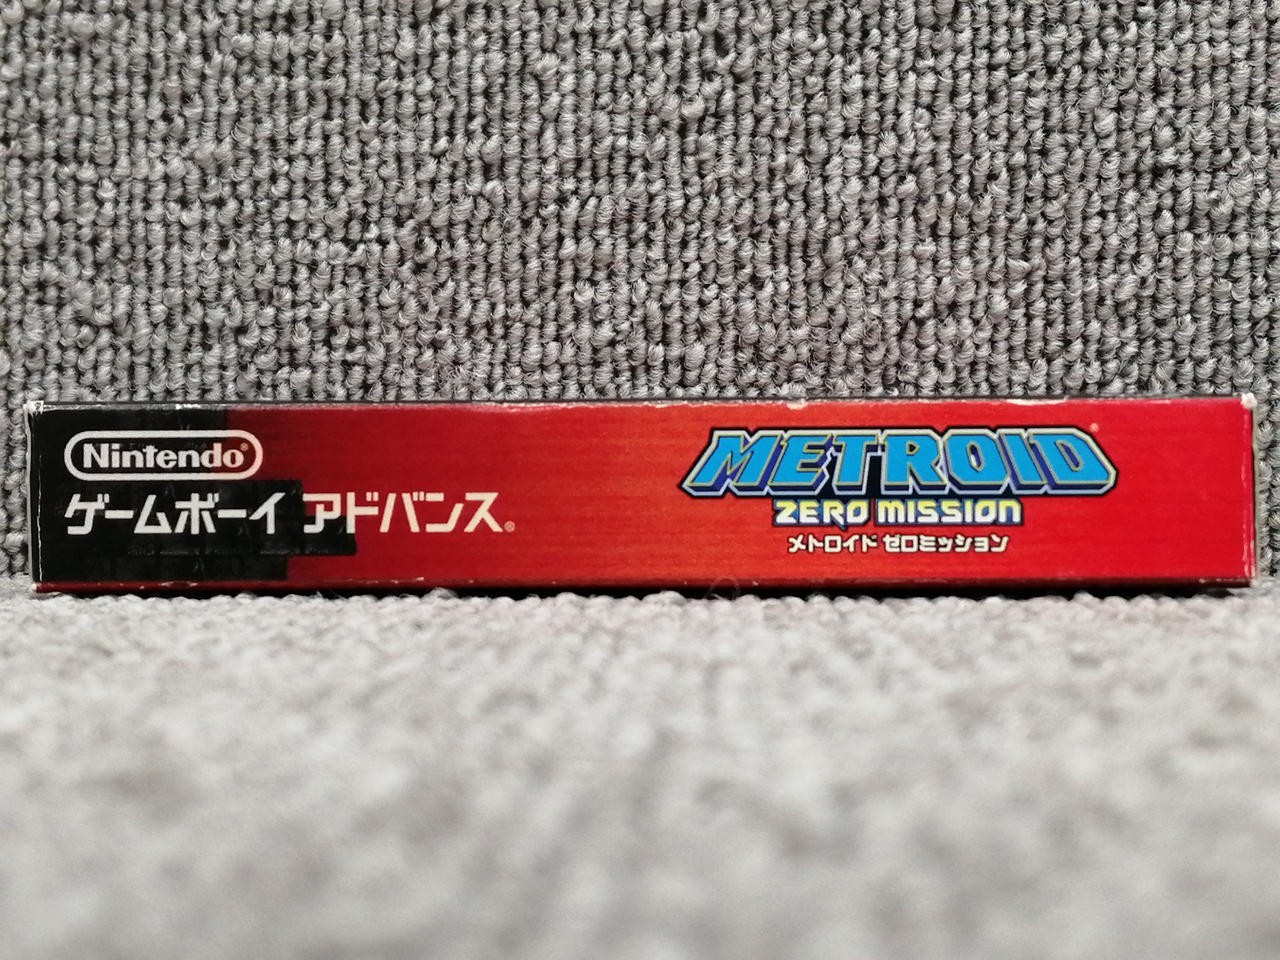 Nintendo®
ゲームボーイ アドバンス®
METROID®
ZERO MISSION
メトロイド ゼロミッション